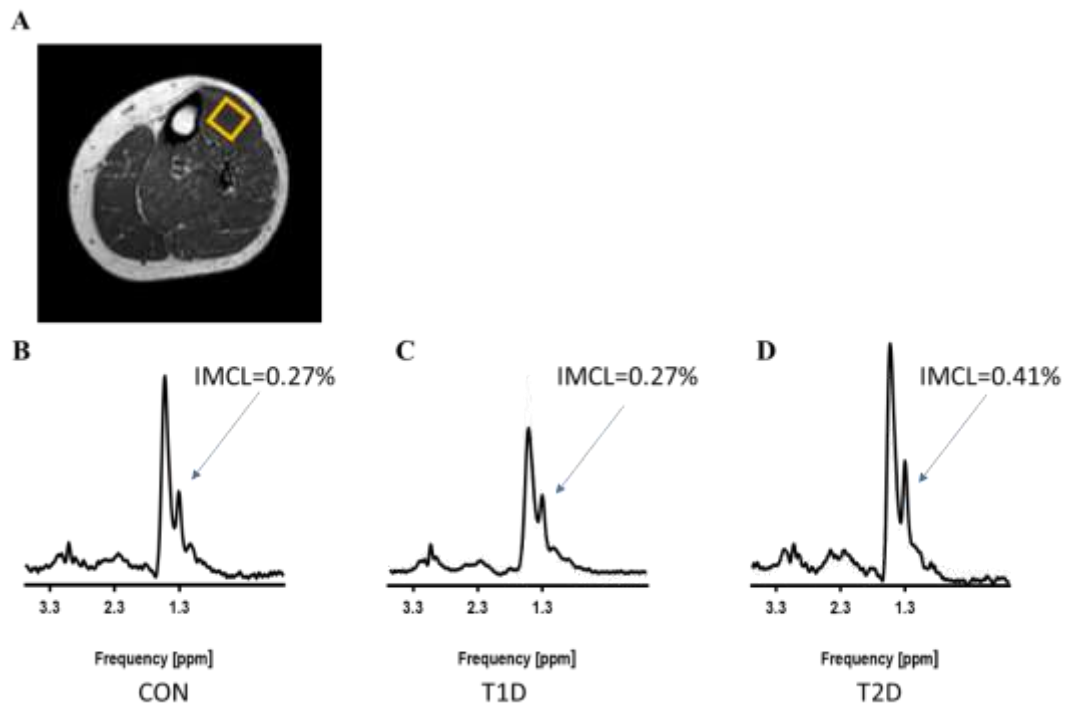 A
B
IMCL=0.27%
C
IMCL=0.27%
D
IMCL=0.41%
3.3 2.3 1.3
3.3 2.3 1.3
3.3 2.3 1.3
Frequency [ppm]
Frequency [ppm]
Frequency [ppm]
CON
T1D
T2D